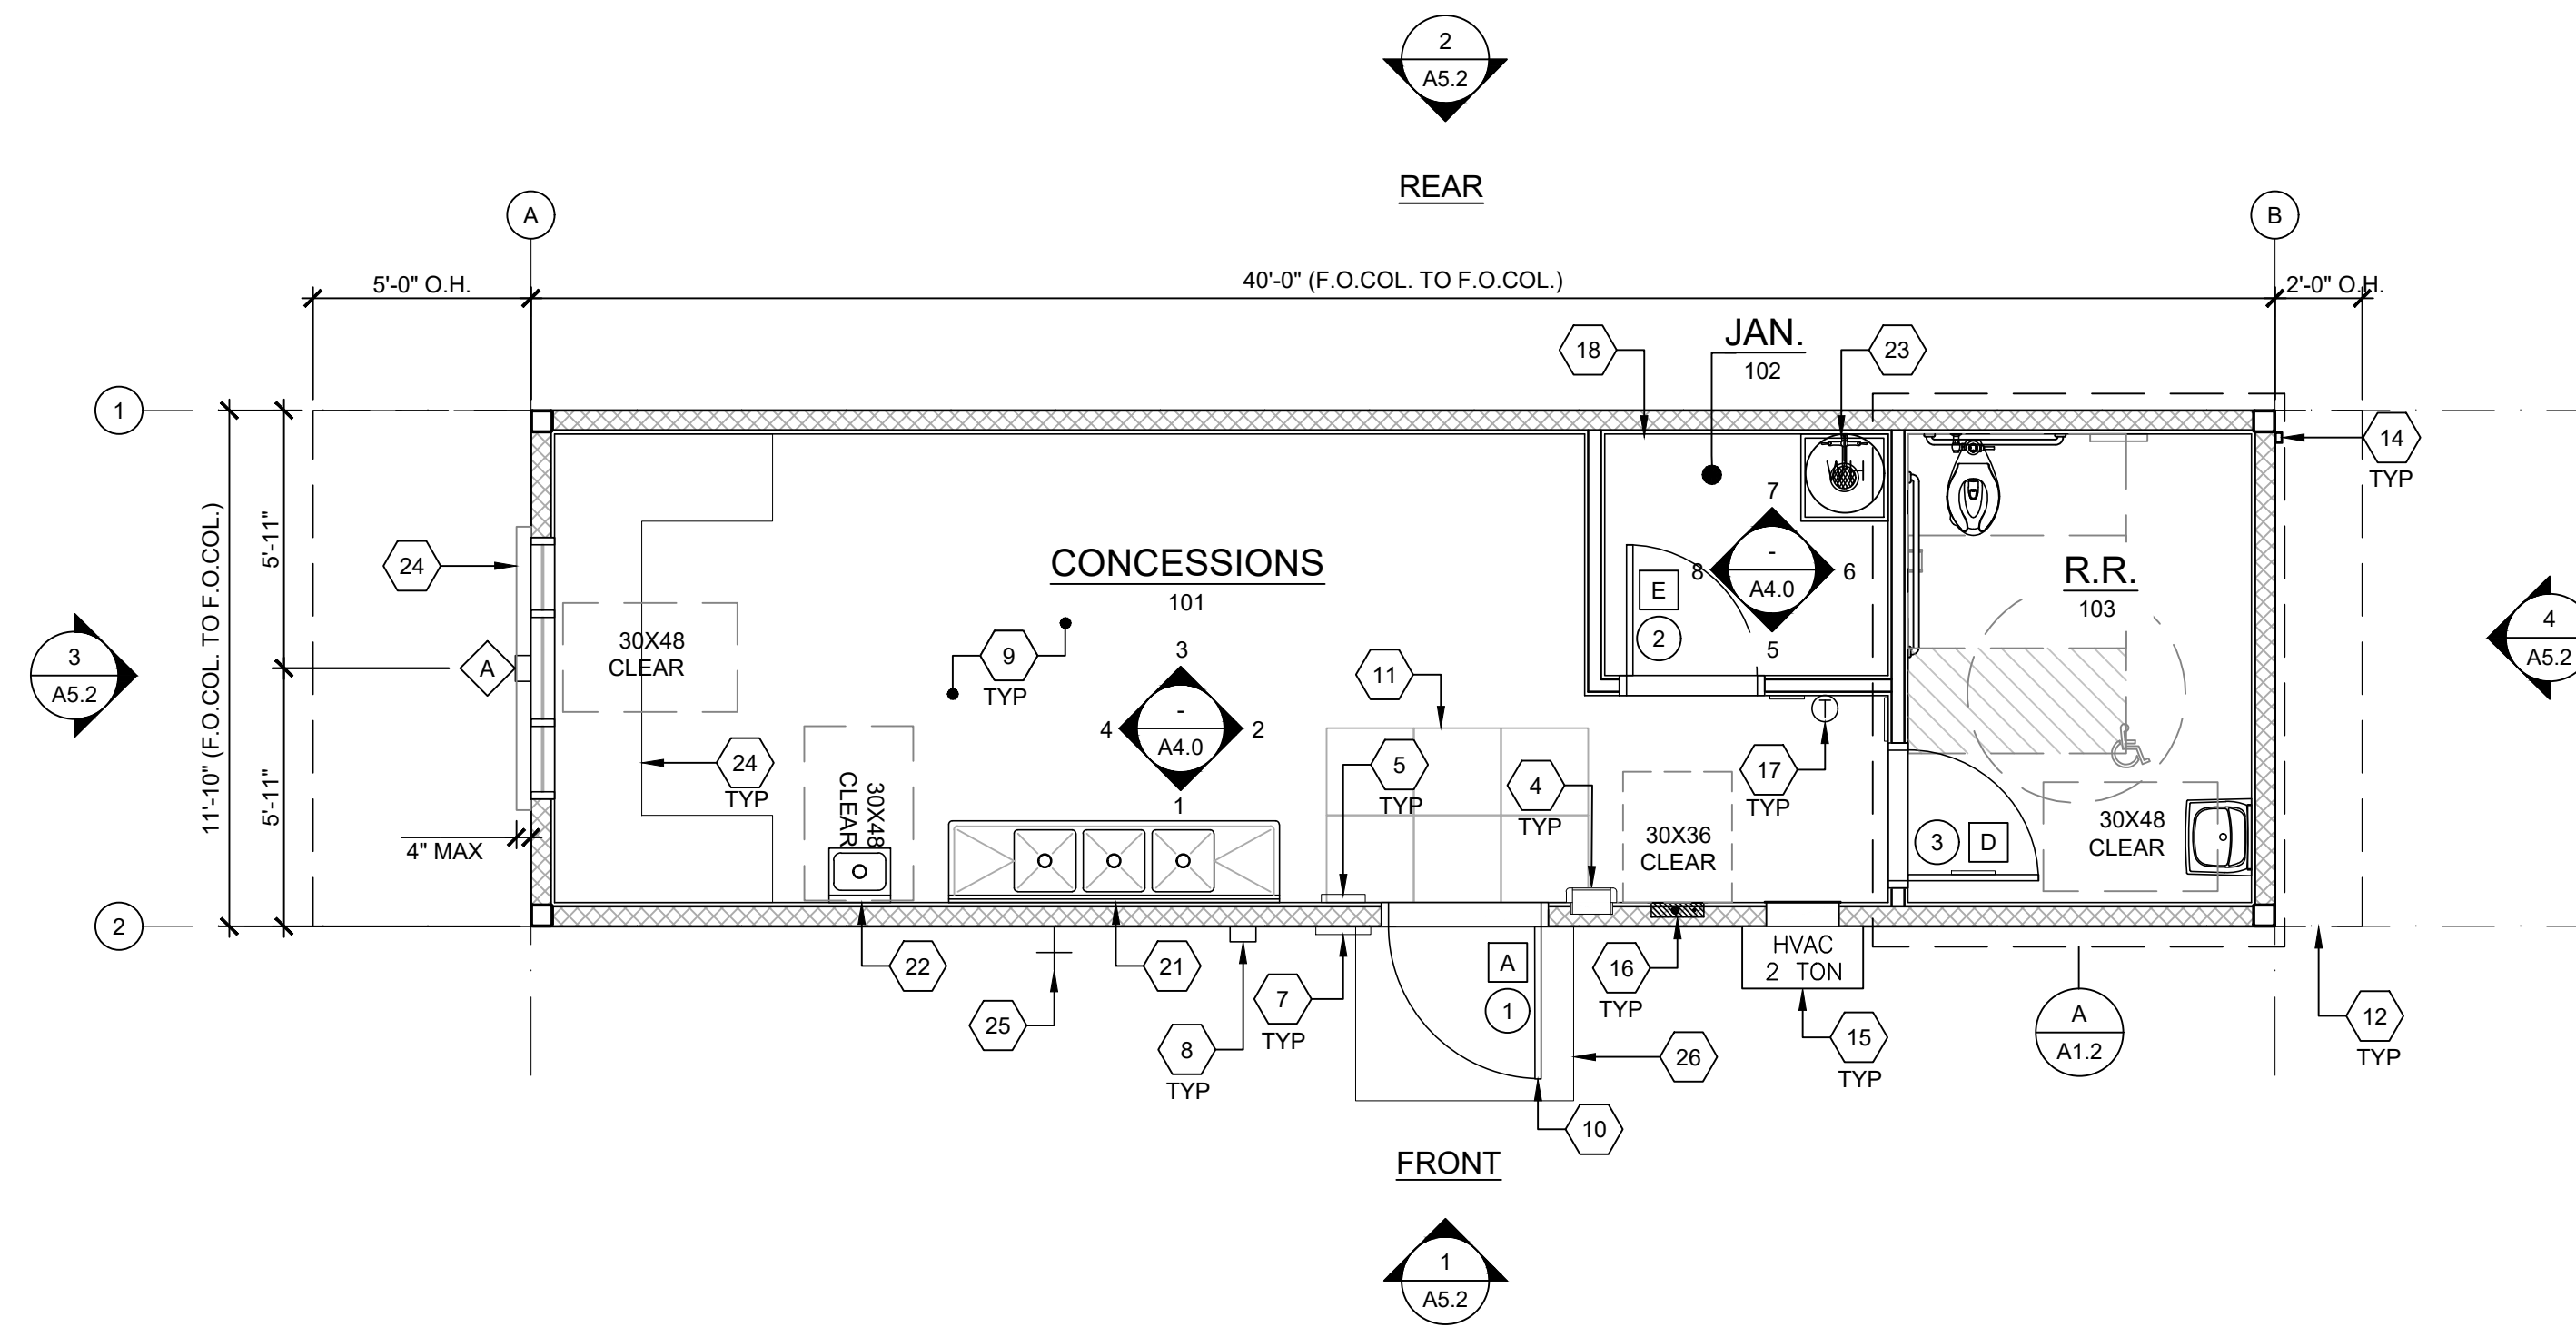 2
A5.2
REAR
A
B
5'-0" O.H.
40'-0" (F.O.COL. TO F.O.COL.)
2'-0" O.H.
JAN.
102
18
23
1
14
TYP
11'-10" (F.O.COL. TO F.O.COL.)
5'-11"
5'-11"
24
CONCESSIONS
101
7
8
-
A4.0
6
5
E
2
R.R.
103
3
A5.2
4
A5.2
A
30X48
CLEAR
9
TYP
3
4
-
A4.0
2
1
11
5
TYP
4
TYP
17
TYP
T
24
TYP
30X48
CLEAR
30X36
CLEAR
3
D
30X48
CLEAR
4" MAX
2
WH
22
21
25
8
TYP
7
TYP
A
1
16
TYP
HVAC
2 TON
15
TYP
26
10
A
A1.2
12
TYP
FRONT
1
A5.2